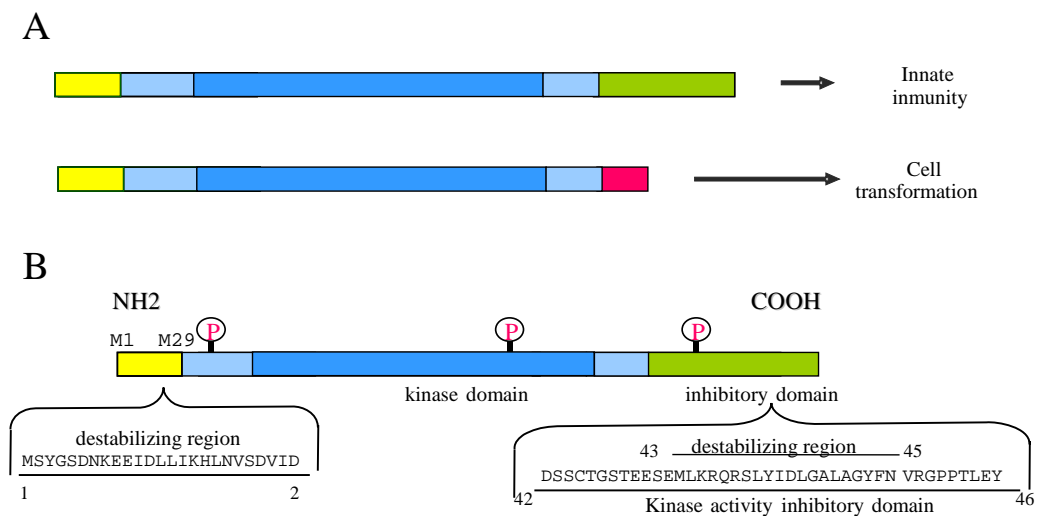 A
Innate
inmunity
Cell
transformation
B
NH2
COOH
M1 M29 P P P
kinase domain
inhibitory domain
destabilizing region
MSYGSDNKEEIDLLIKHLNVSDVID
1 2
43 destabilizing region 45
DSSCTGSTEESEMLKRQRSLYIDLGALAGYFN VRGPPTLEY
42 46
Kinase activity inhibitory domain